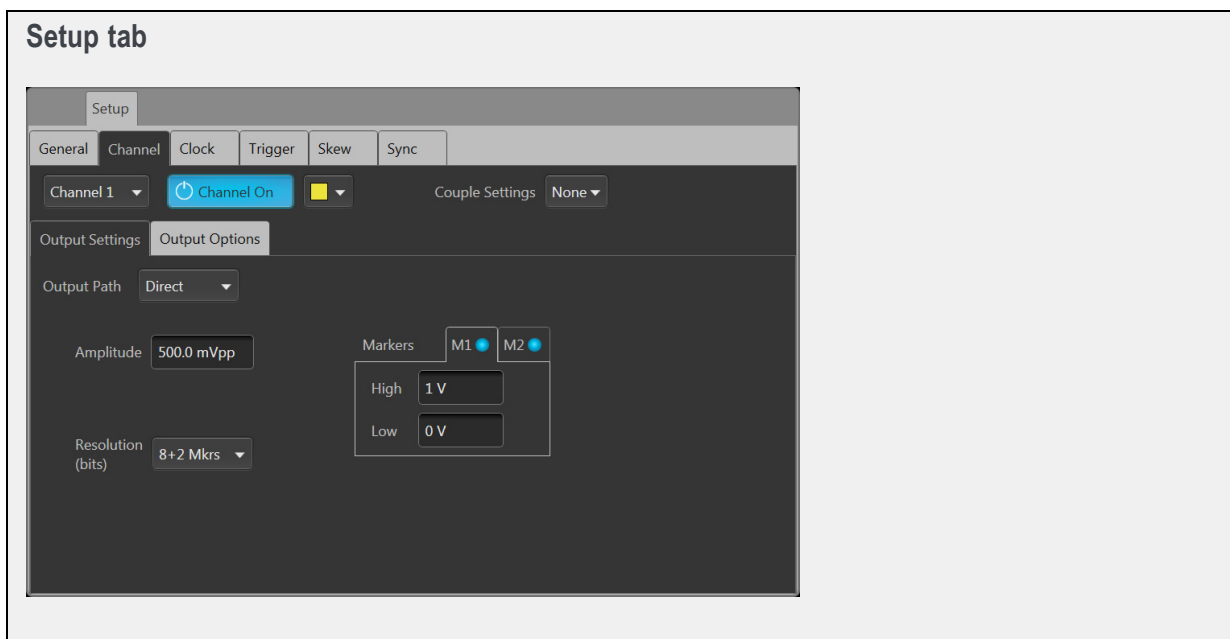 Setup tab
Setup
General Channel Clock Trigger Skew Sync
Channel 1 Channel On Couple Settings None
Output Settings Output Options
Output Path Direct
Amplitude 500.0 mVpp
Markers M1 M2
High 1 V
Low 0 V
Resolution
(bits) 8+2 Mkrs